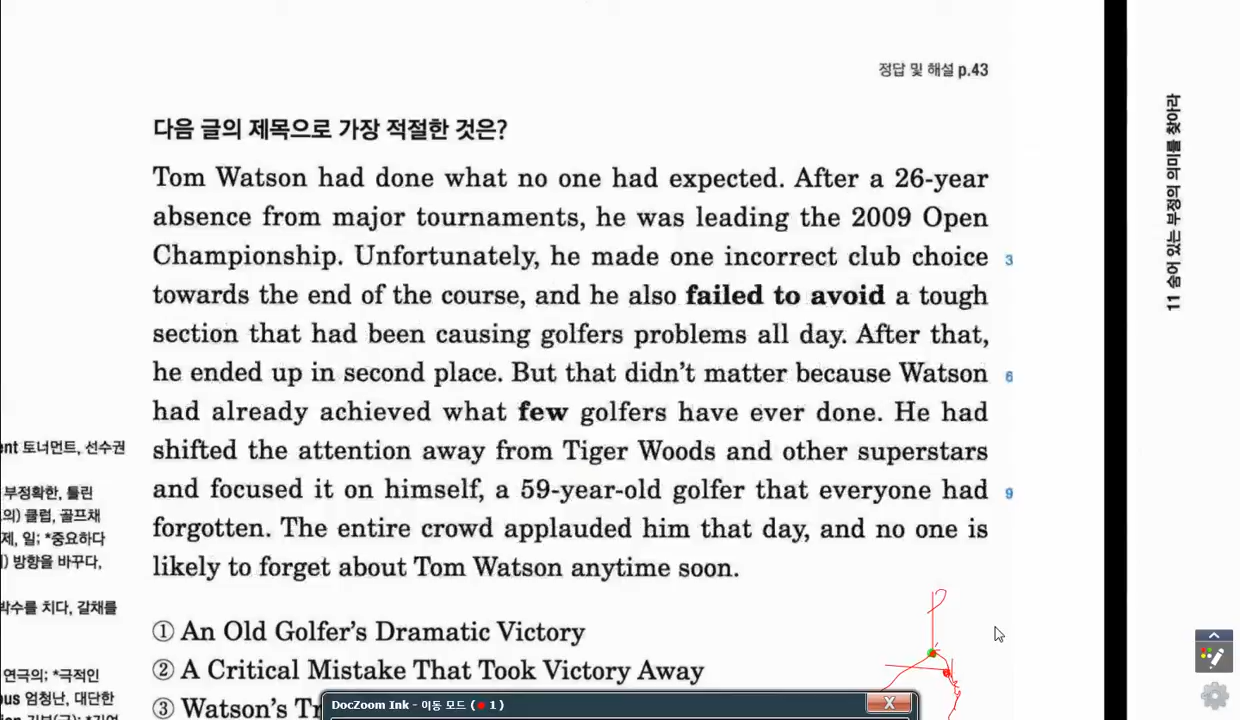 정답 및 해설 p.43
다음 글의 제목으로 가장 적절한 것은?
Tom Watson had done what no one had expected. After a 26-year
absence from major tournaments, he was leading the 2009 Open
Championship. Unfortunately, he made one incorrect club choice
3
towards the end of the course, and he also failed to avoid a tough
section that had been causing golfers problems all day. After that,
he ended up in second place. But that didn't matter because Watson
6
had already achieved what few golfers have ever done. He had
shifted the attention away from Tiger Woods and other superstars
and focused it on himself, a 59-year-old golfer that everyone had
9
forgotten. The entire crowd applauded him that day, and no one is
likely to forget about Tom Watson anytime soon.
① An Old Golfer's Dramatic Victory
② A Critical Mistake That Took Victory Away
③ Watson's
nt 토너먼트, 선수권
부정확한, 틀린
의) 클럽, 골프채
제, 일; *중요하다
) 방향을 바꾸다,
박수를 치다, 갈채를
연극의; *극적인
us 엄청난, 대단한
11 숨어 있는 부정의 의미를 찾아라
DocZoom Ink - 이동 모드 ( 1 )